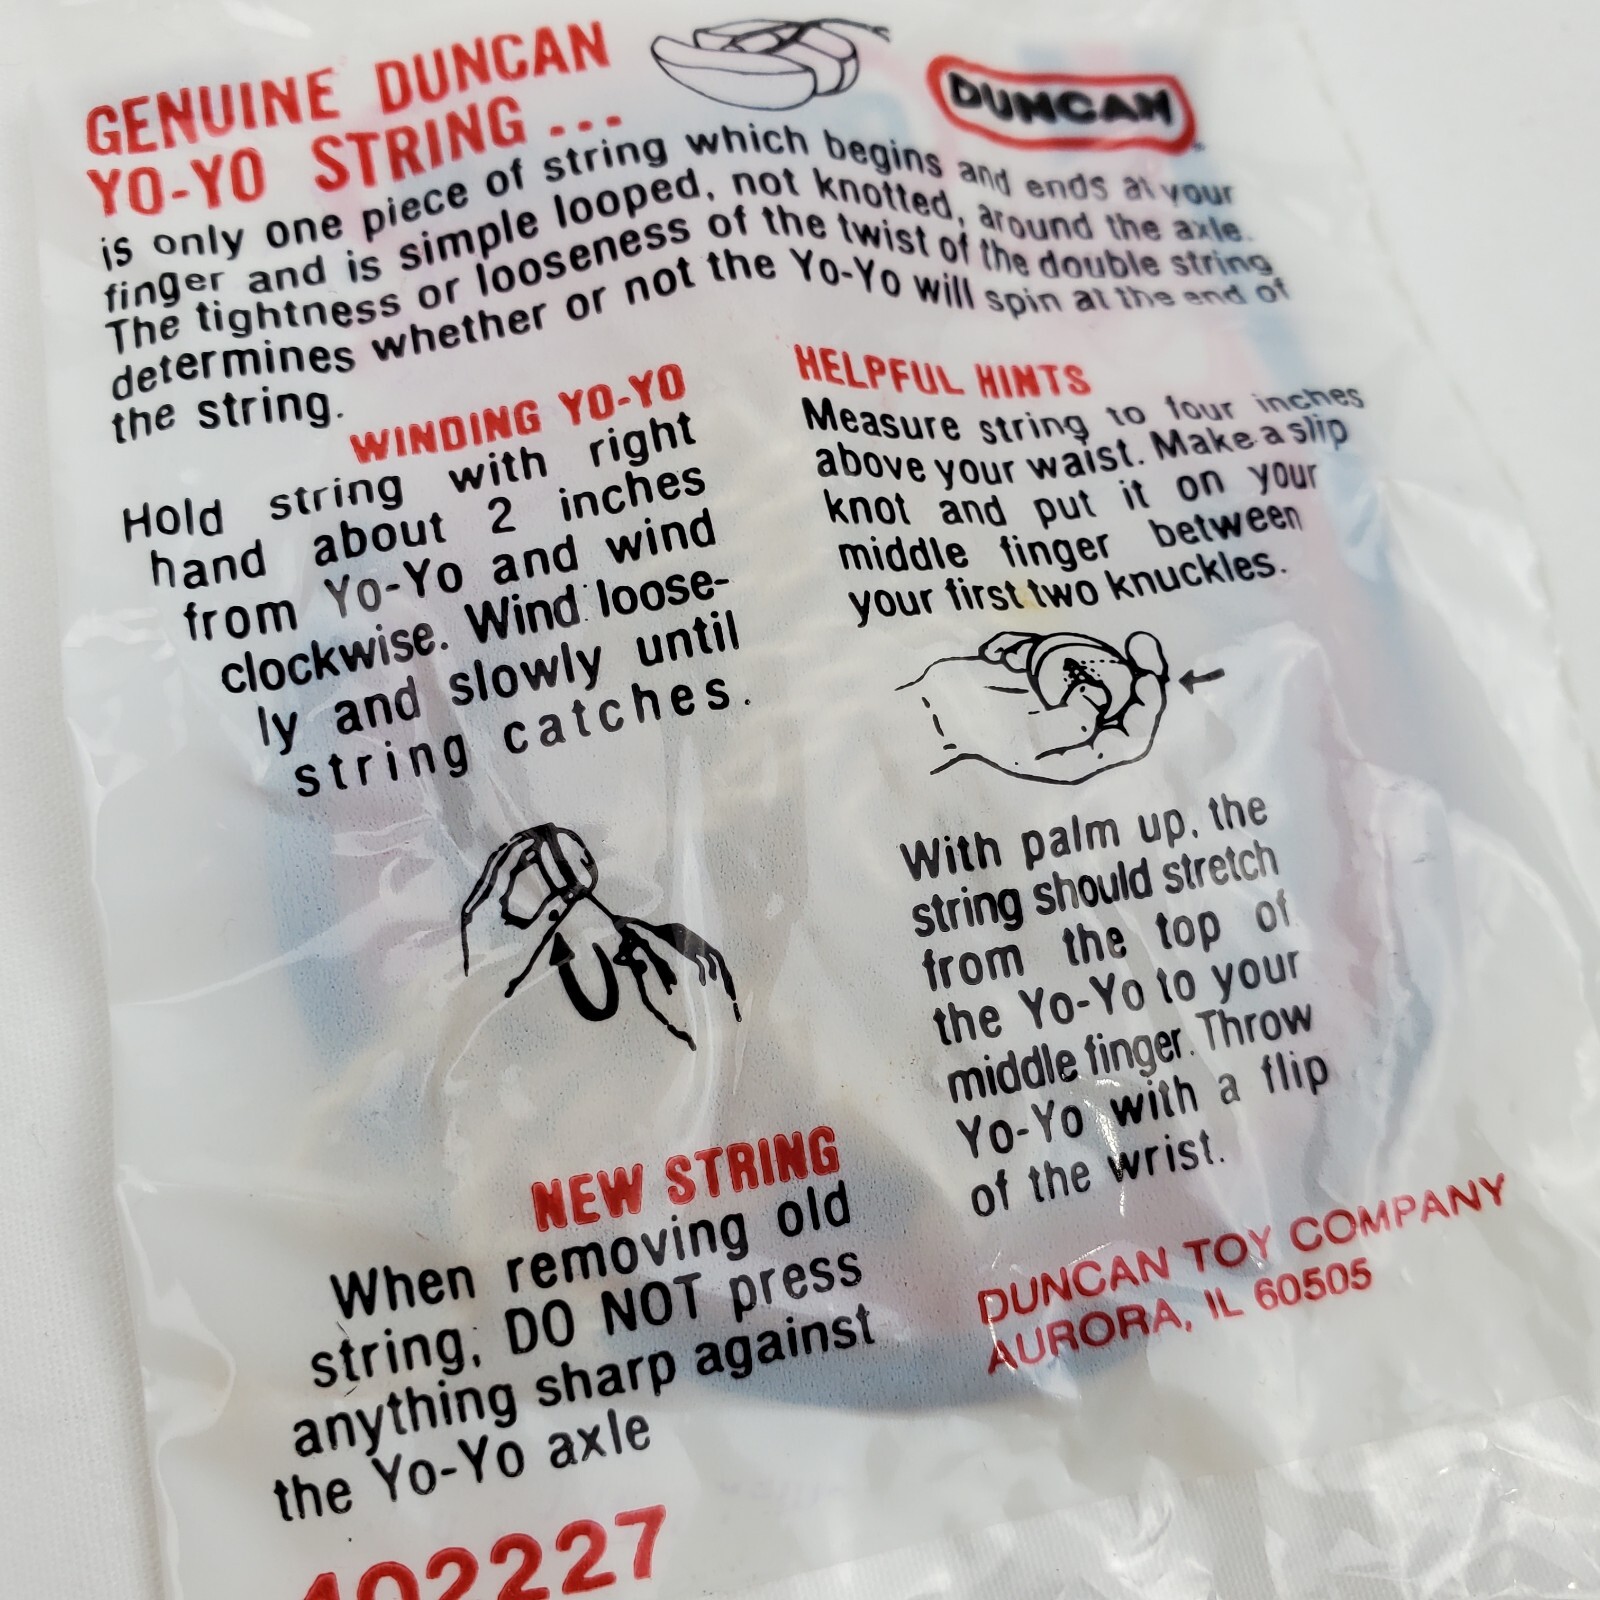 GENUINE DUNCAN
YO-YO STRING...
DUNCAN
is only one piece of string which begins and ends at your
finger and is simple looped, not knotted, around the axle.
The tightness or looseness of the twist of the double string
determines whether or not the Yo-Yo will spin at the end of
the string.
WINDING YO-YO
Hold string with right
hand about 2 inches
from Yo-Yo and wind
clockwise. Wind loose-
ly and slowly until
string catches.
HELPFUL HINTS
Measure string to four inches
above your waist. Make a slip
knot and put it on your
middle finger between
your first two knuckles.
With palm up, the
string should stretch
from the top of
the Yo-Yo to your
middle finger. Throw
Yo-Yo with a flip
of the wrist.
NEW STRING
When removing old
string, DO NOT press
anything sharp against
the Yo-Yo axle
DUNCAN TOY COMPANY
AURORA, IL 60505
402227